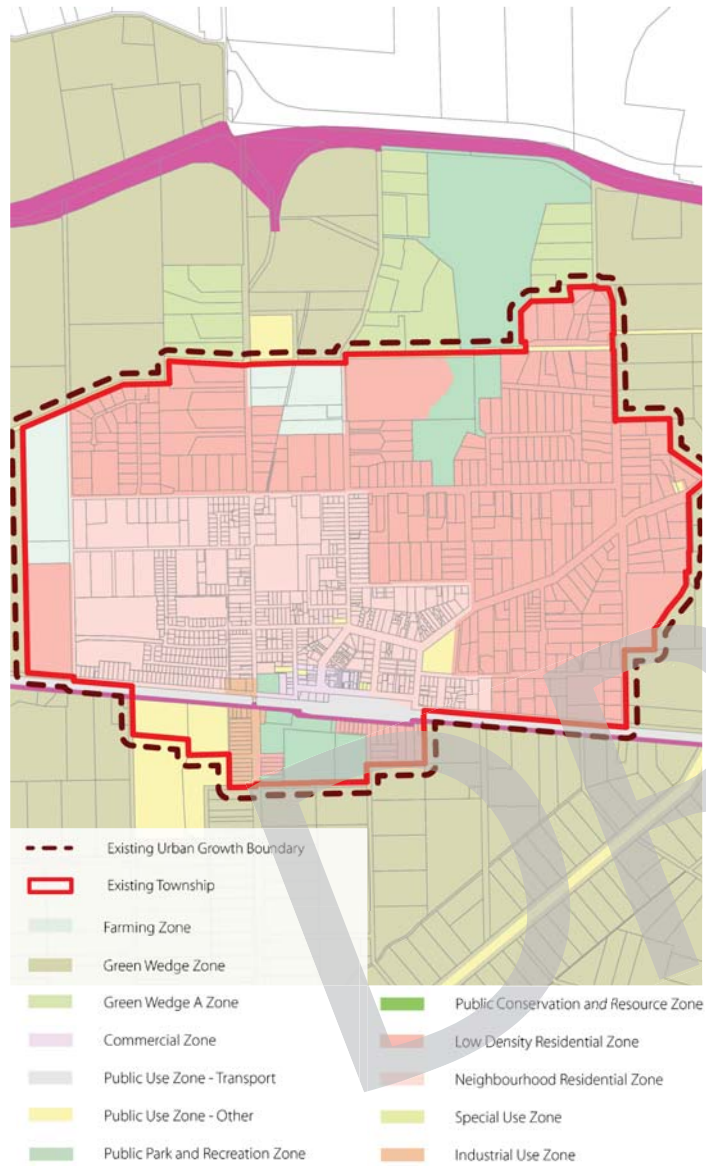 Existing Urban Growth Boundary
Existing Township
Farming Zone
Green Wedge Zone
Green Wedge A Zone
Commercial Zone
Public Use Zone - Transport
Public Use Zone - Other
Public Park and Recreation Zone
Public Conservation and Resource Zone
Low Density Residential Zone
Neighbourhood Residential Zone
Special Use Zone
Industrial Use Zone
DR